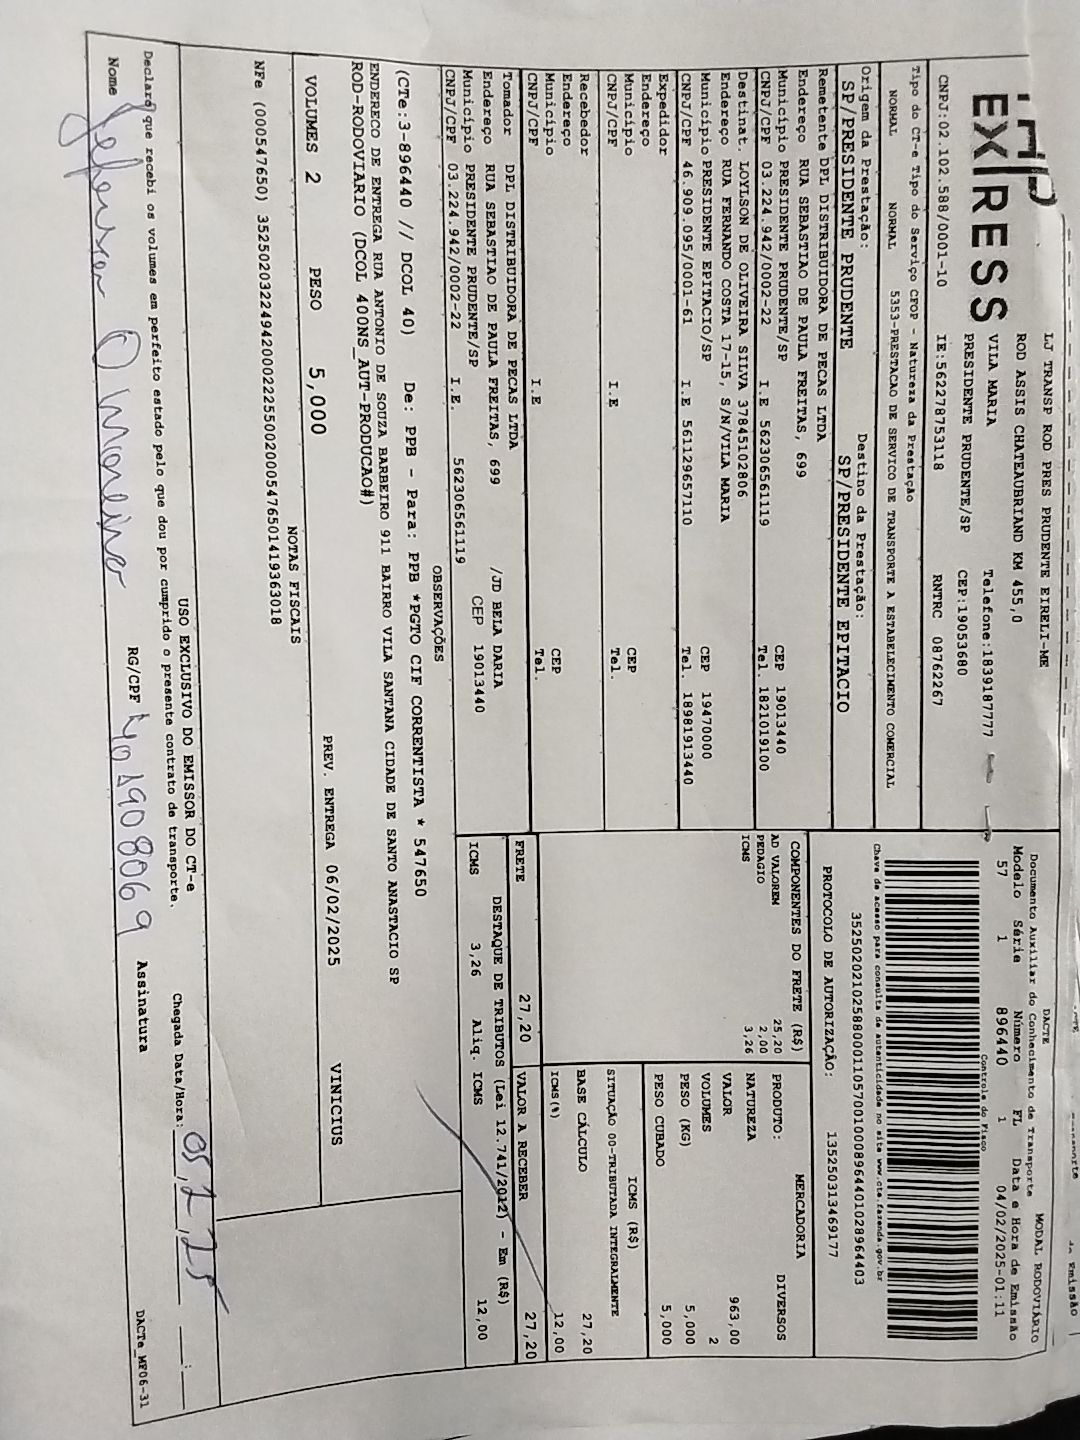 EXPRESS
LJ TRANSP ROD PRES PRUDENTE EIRELI-ME
ROD ASSIS CHATEAUBRIAND KM 455,0
VILA MARIA Telefone:1839187777
PRESIDENTE PRUDENTE/SP CEP:19053680
CNPJ:02.102.588/0001-10 IE:562278753118 RNTRC 08762267
DACTE MODAL RODOVIÁRIO
Documento Auxiliar do Conhecimento de Transporte
Modelo Série Número FL Data e Hora de Emissão
57 1 896440 1 04/02/2025-01:11
Controle do Fisco
Tipo do CT-e Tipo do Serviço CFOP - Natureza da Prestação
NORMAL NORMAL 5353-PRESTACAO DE SERVICO DE TRANSPORTE A ESTABELECIMENTO COMERCIAL
Chave de acesso para consulta de autenticidade no site www.cte.fazenda.gov.br
35250202102588000110570010008964401028964403
Origem da Prestação: Destino da Prestação:
SP/PRESIDENTE PRUDENTE SP/PRESIDENTE EPITACIO
PROTOCOLO DE AUTORIZAÇÃO: 135250313469177
Remetente DPL DISTRIBUIDORA DE PECAS LTDA
Endereço RUA SEBASTIAO DE PAULA FREITAS, 699
Município PRESIDENTE PRUDENTE/SP CEP 19013440
CNPJ/CPF 03.224.942/0002-22 I.E 562306561119 Tel. 1821019100
Destinat. LOYLSON DE OLIVEIRA SILVA 37845102806
Endereço RUA FERNANDO COSTA 17-15, S/N/VILA MARIA
Município PRESIDENTE EPITACIO/SP CEP 19470000
CNPJ/CPF 46.909.095/0001-61 I.E 561129657110 Tel. 18981913440
Expedidor
Endereço
Município CEP
CNPJ/CPF I.E Tel.
Recebedor
Endereço
Município CEP
CNPJ/CPF I.E Tel.
Tomador DPL DISTRIBUIDORA DE PECAS LTDA
Endereço RUA SEBASTIAO DE PAULA FREITAS, 699 /JD BELA DARIA
Município PRESIDENTE PRUDENTE/SP CEP 19013440
CNPJ/CPF 03.224.942/0002-22 I.E. 562306561119
COMPONENTES DO FRETE (R$)
AD VALOREM 25,20
PEDAGIO 2,00
ICMS 3,26
MERCADORIA
PRODUTO: DIVERSOS
NATUREZA
VALOR 963,00
VOLUMES 2
PESO (KG) 5,000
PESO CUBADO 5,000
ICMS (R$)
SITUAÇÃO 00-TRIBUTADA INTEGRALMENTE
BASE CÁLCULO 27,20
ICMS(%) 12,00
FRETE 27,20 VALOR A RECEBER 27,20
DESTAQUE DE TRIBUTOS (Lei 12.741/2012) - Em (R$)
ICMS 3,26 Aliq. ICMS 12,00
OBSERVAÇÕES
(CTe:3-896440 // DCOL 40) De: PPB - Para: PPB *PGTO CIF CORRENTISTA * 547650
ENDERECO DE ENTREGA RUA ANTONIO DE SOUZA BARBEIRO 911 BAIRRO VILA SANTANA CIDADE DE SANTO ANASTACIO SP
ROD-RODOVIARIO (DCOL 400NS_AUT-PRODUCAO#)
VOLUMES 2 PESO 5,000 PREV. ENTREGA 06/02/2025 VINICIUS
NOTAS FISCAIS
NFe (000547650) 35250203224942000222550020005476501419363018
USO EXCLUSIVO DO EMISSOR DO CT-e
Declaro que recebi os volumes em perfeito estado pelo que dou por cumprido o presente contrato de transporte. Chegada Data/Hora: 05/2/25 :
Nome Jeferson O Moreira RG/CPF 401908069 Assinatura
DACTe_MP06-31